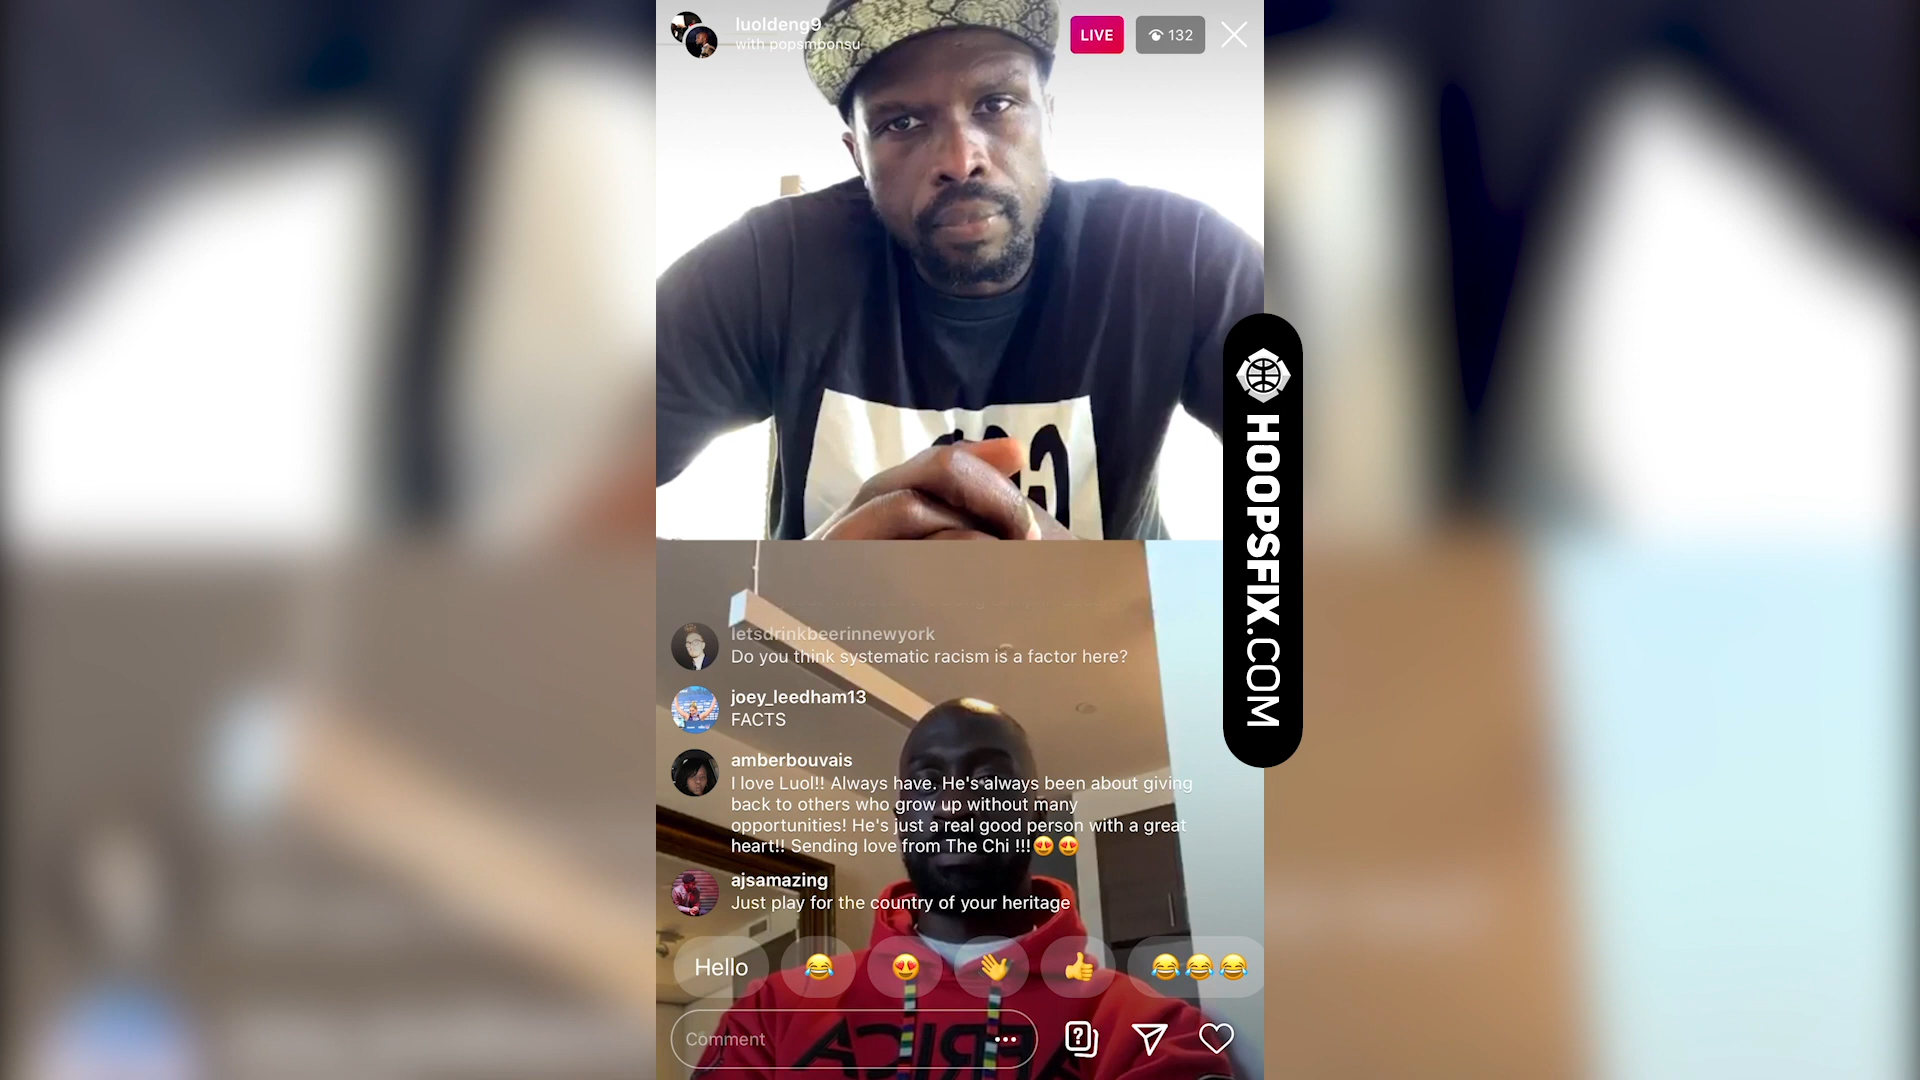 luoldeng9
with popsmbonsu
LIVE
132
HOOPSFIX.COM
letsdrinkbeerinnewyork
Do you think systematic racism is a factor here?
joey_leedham13
FACTS
amberbouvais
I love Luol!! Always have. He's always been about giving
back to others who grow up without many
opportunities! He's just a real good person with a great
heart!! Sending love from The Chi !!!😍 😍
ajsamazing
Just play for the country of your heritage
Hello 😂 😍 👋 👍 😂😂😂
Comment
AFRICA